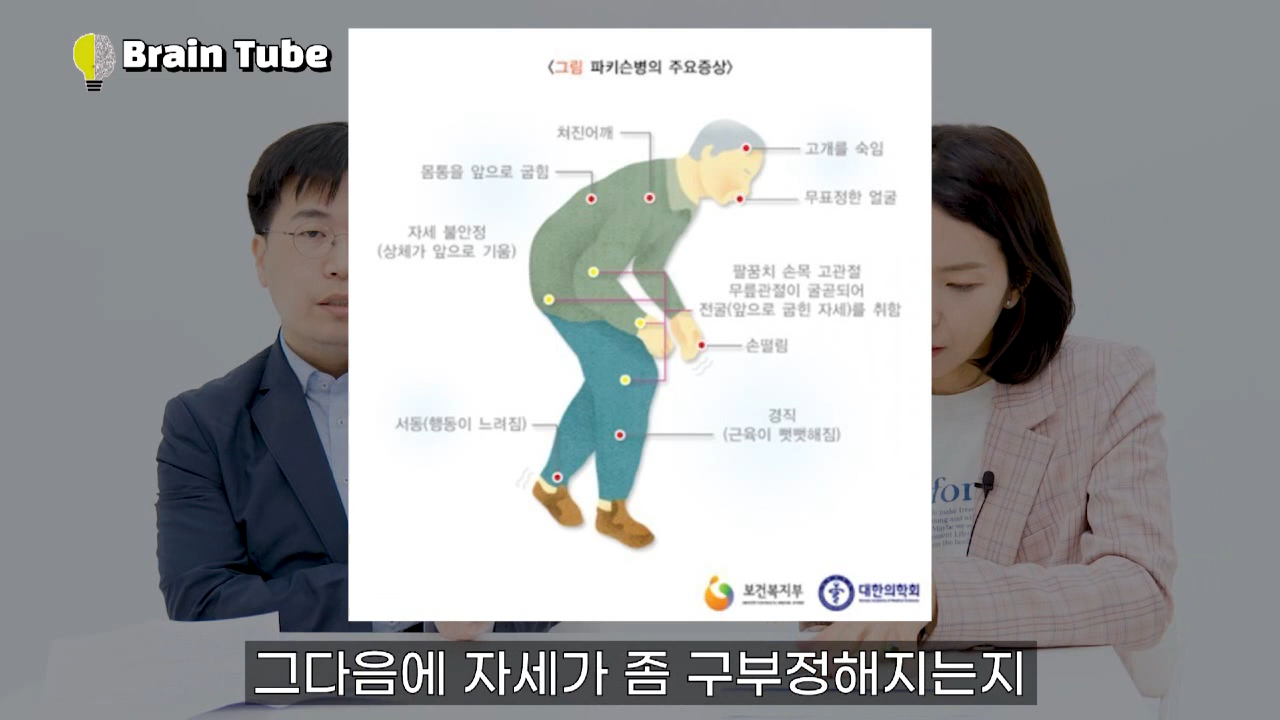 Brain Tube
<그림 파키슨병의 주요증상>
쳐진어깨
고개를 숙임
몸통을 앞으로 굽힘
무표정한 얼굴
자세 불안정
(상체가 앞으로 기움)
팔꿈치 손목 고관절
무릎관절이 굴곧되어
전굴(앞으로 굽힌 자세)를 취함
손떨림
서동(행동이 느려짐)
경직
(근육이 뻣뻣해짐)
for
보건복지부
대한의학회
그다음에 자세가 좀 구부정해지는지